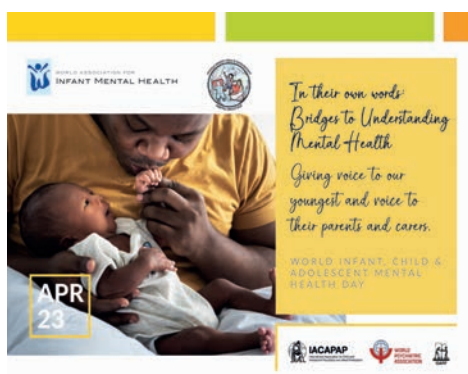 WORLD ASSOCIATION FOR
INFANT MENTAL HEALTH
In their own words:
Bridges to Understanding
Mental Health
Giving voice to our
youngest and voice to
their parents and carers.
WORLD INFANT, CHILD &
ADOLESCENT MENTAL
HEALTH DAY
APR
23
IACAPAP
WORLD
PSYCHIATRIC
ASSOCIATION